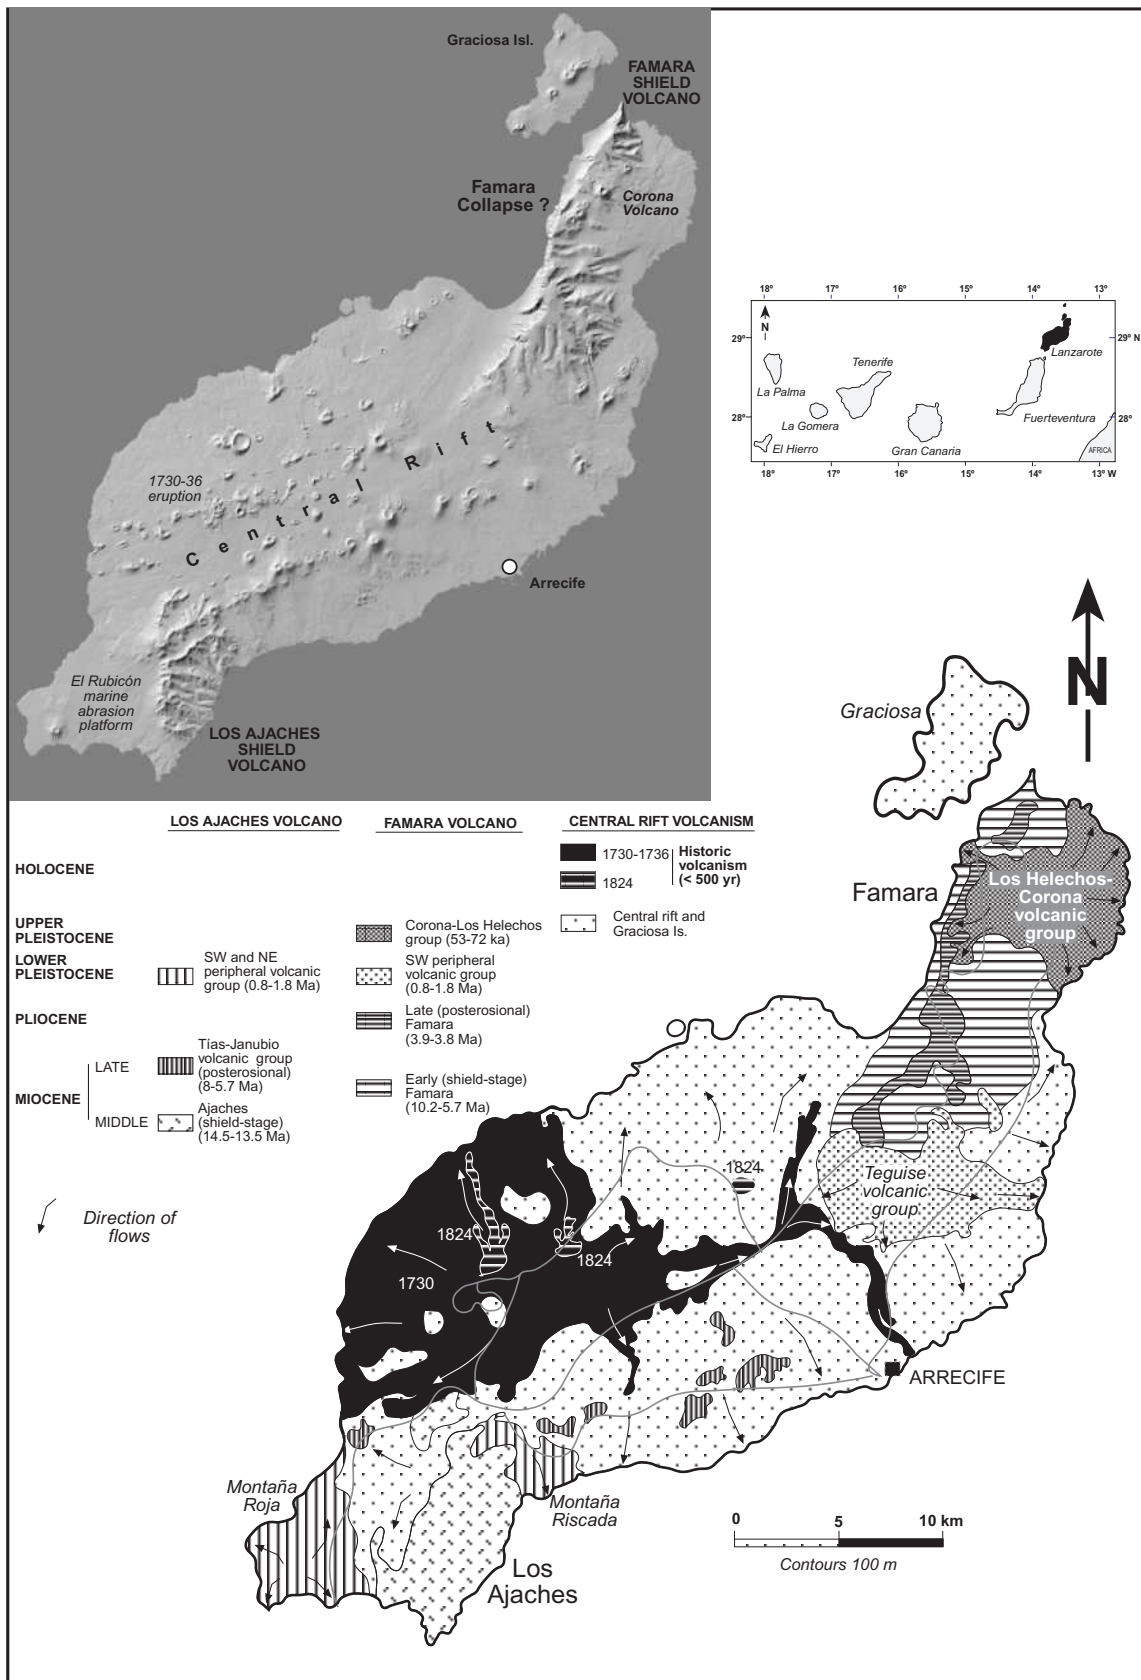 Graciosa Isl.
FAMARA
SHIELD
VOLCANO
Famara
Collapse ?
Corona
Volcano
Central Rift
1730-36
eruption
Arrecife
El Rubicón
marine
abrasion
platform
LOS AJACHES
SHIELD
VOLCANO
18°
17°
16°
15°
14°
13°
N
29°
29° N
Lanzarote
Tenerife
La Palma
La Gomera
Fuerteventura
28°
28°
El Hierro
Gran Canaria
AFRICA
18°
17°
16°
15°
14°
13° W
N
Graciosa
LOS AJACHES VOLCANO
FAMARA VOLCANO
CENTRAL RIFT VOLCANISM
HOLOCENE
1730-1736
1824
Historic
volcanism
(< 500 yr)
UPPER
PLEISTOCENE
Corona-Los Helechos
group (53-72 ka)
Central rift and
Graciosa Is.
LOWER
PLEISTOCENE
SW and NE
peripheral volcanic
group (0.8-1.8 Ma)
SW peripheral
volcanic group
(0.8-1.8 Ma)
PLIOCENE
Late (posterosional)
Famara
(3.9-3.8 Ma)
MIOCENE
LATE
Tías-Janubio
volcanic group
(posterosional)
(8-5.7 Ma)
Early (shield-stage)
Famara
(10.2-5.7 Ma)
MIDDLE
Ajaches
(shield-stage)
(14.5-13.5 Ma)
Direction of
flows
Famara
Los Helechos-
Corona
volcanic
group
1824
Teguise
volcanic
group
1824
1824
1730
ARRECIFE
Montaña
Roja
Montaña
Riscada
Los
Ajaches
0
5
10 km
Contours 100 m